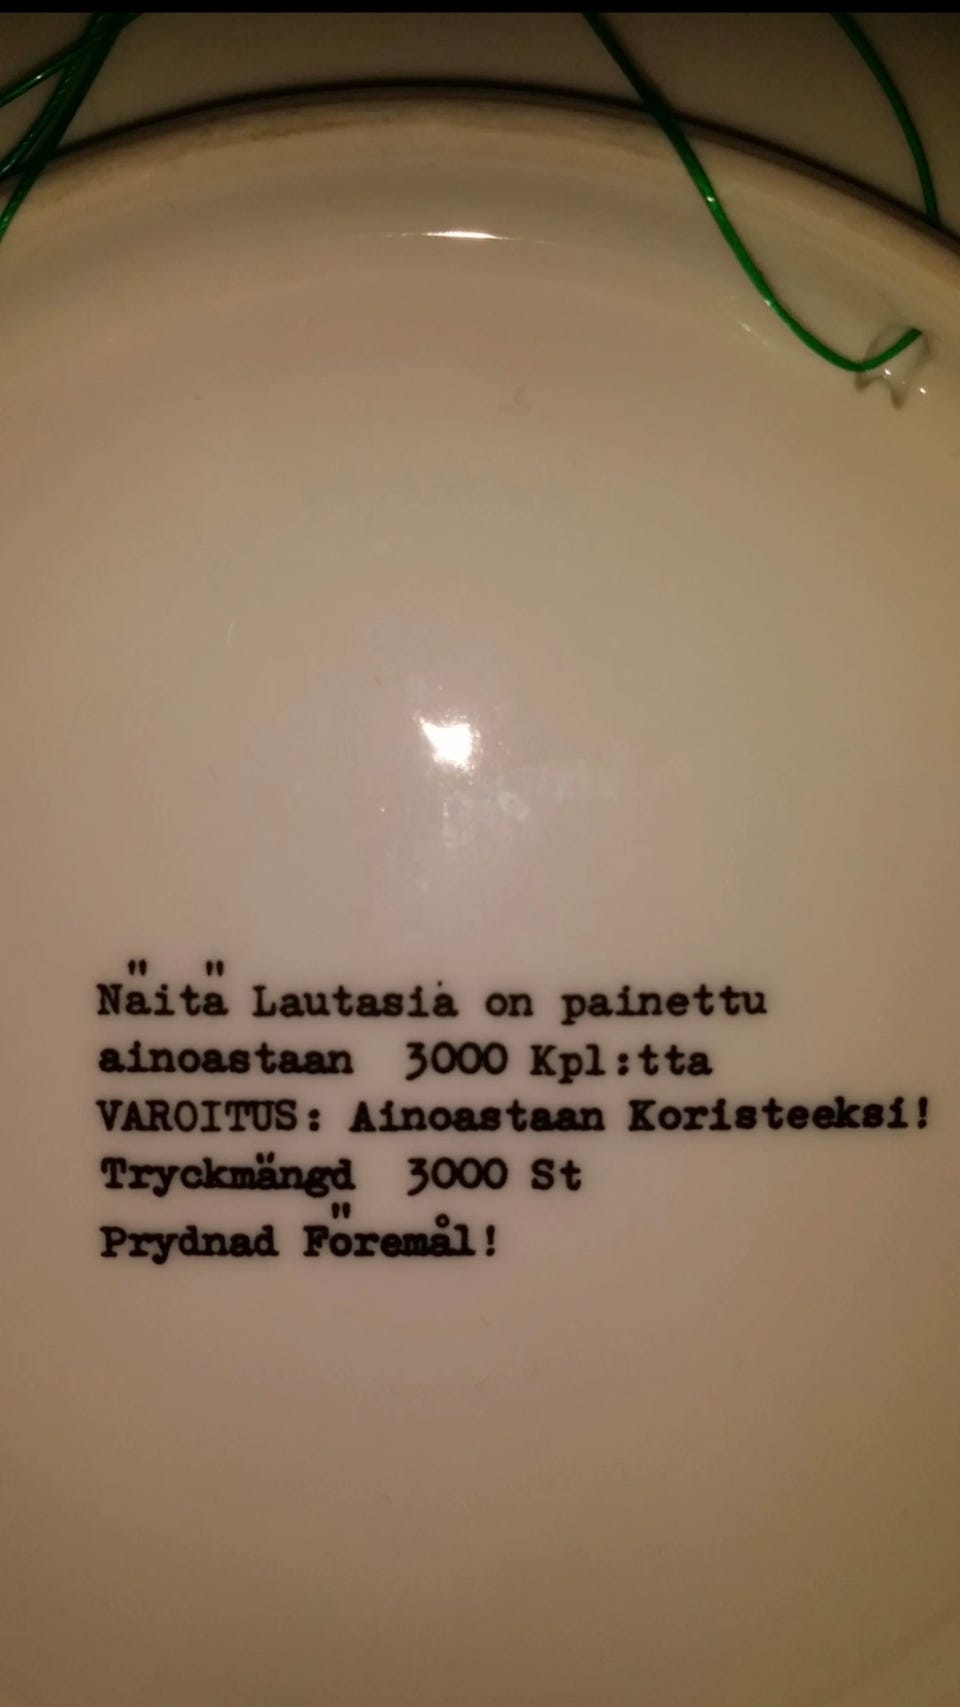 Näitä Lautasia on painettu
ainoastaan 3000 Kpl:tta
VAROITUS: Ainoastaan Koristeeksi!
Tryckmängd 3000 St
Prydnad Föremål!